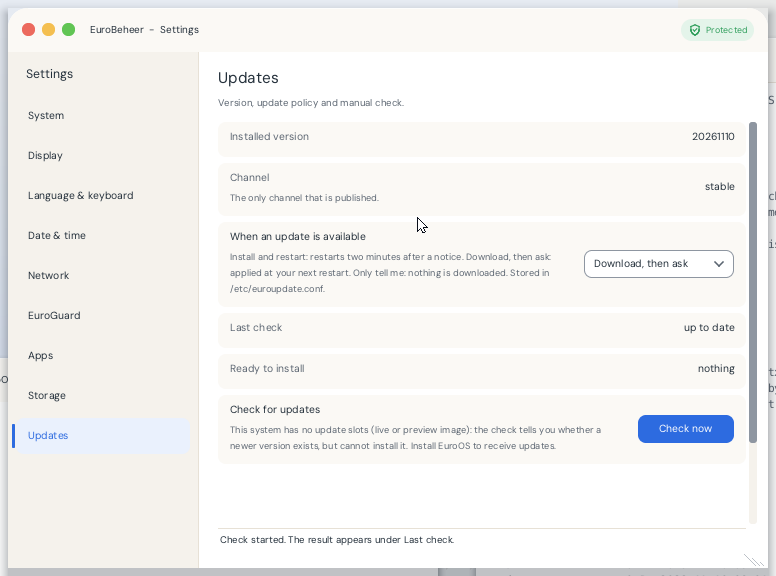 EuroBeheer - Settings
Protected
Settings
System
Display
Language & keyboard
Date & time
Network
EuroGuard
Apps
Storage
Updates
Updates
Version, update policy and manual check.
Installed version
20261110
Channel
The only channel that is published.
stable
When an update is available
Install and restart: restarts two minutes after a notice. Download, then ask:
applied at your next restart. Only tell me: nothing is downloaded. Stored in
/etc/euroupdate.conf.
Download, then ask
Last check
up to date
Ready to install
nothing
Check for updates
This system has no update slots (live or preview image): the check tells you whether a
newer version exists, but cannot install it. Install EuroOS to receive updates.
Check now
Check started. The result appears under Last check.